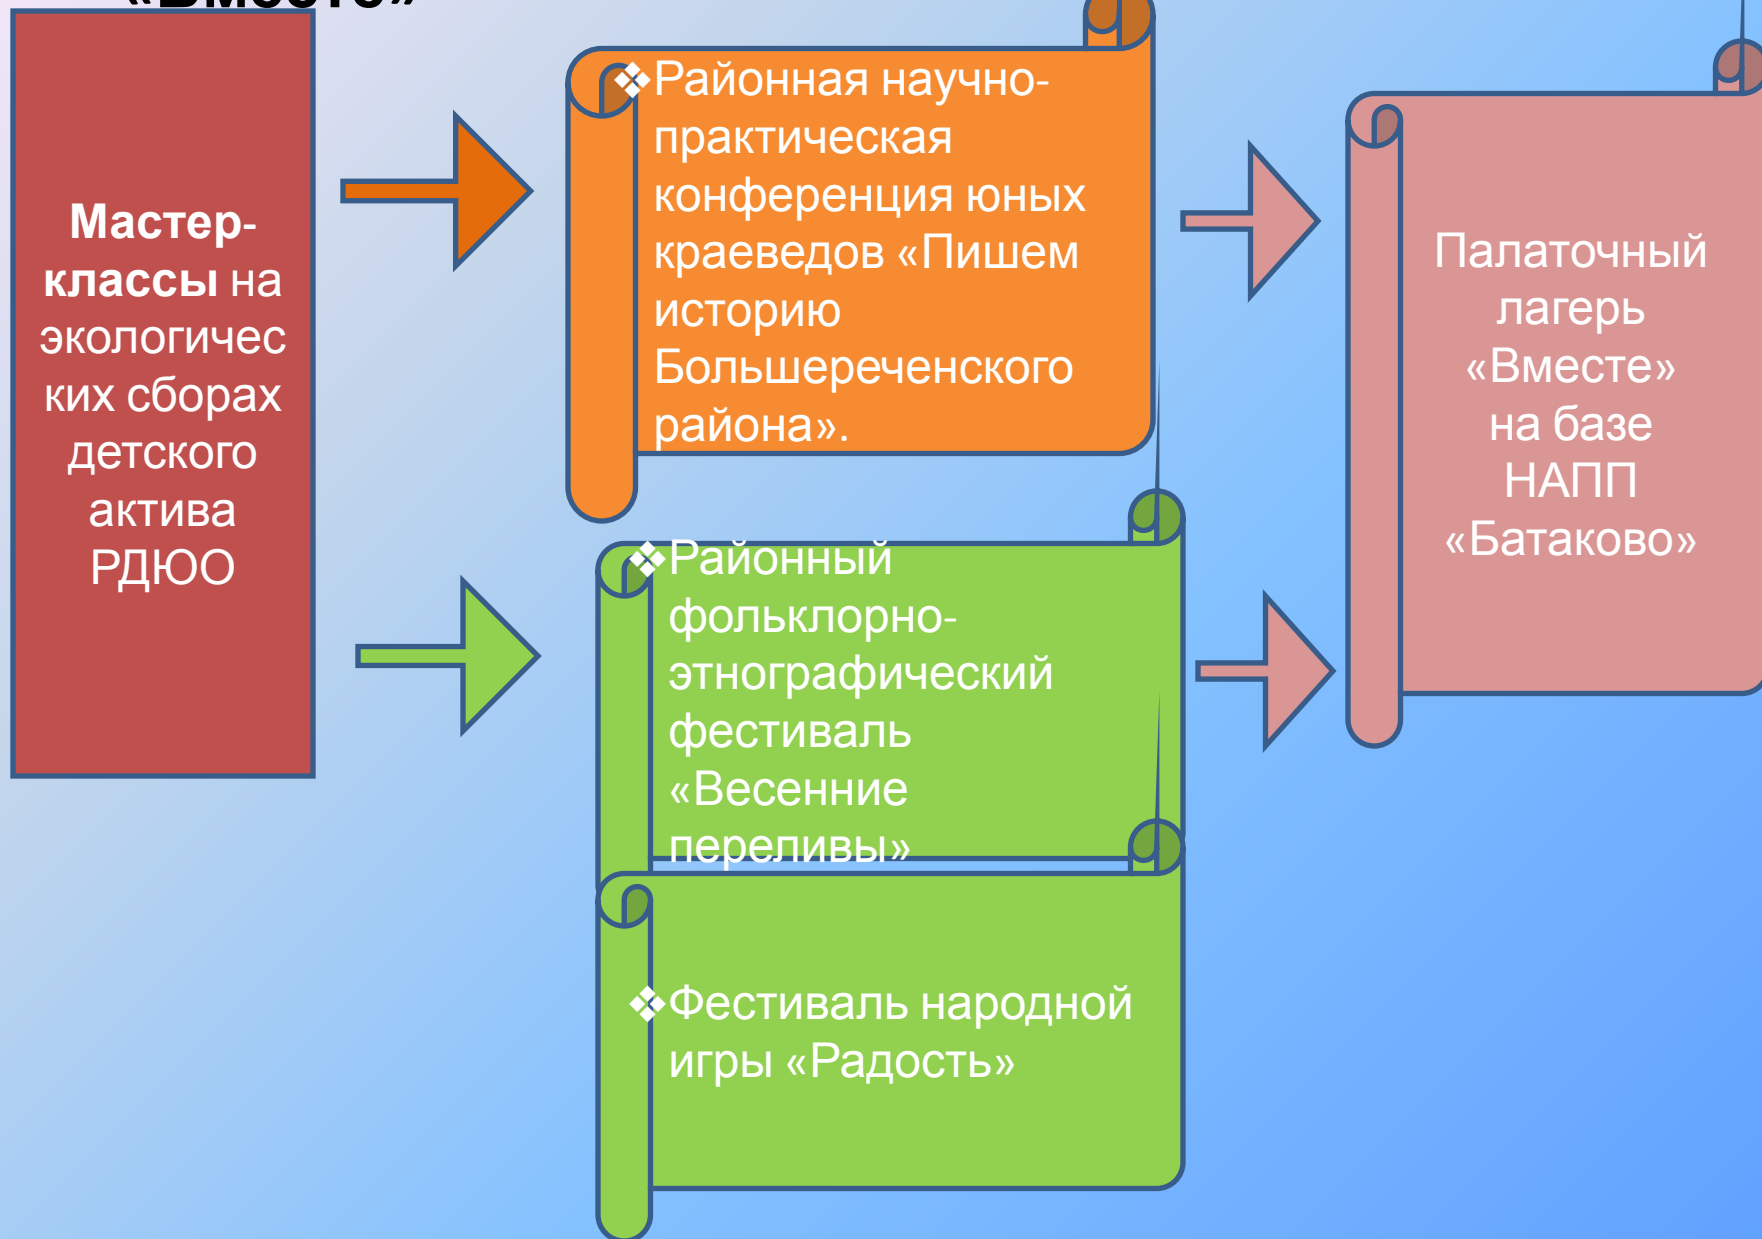 «Вместе»
Мастер-
классы на
экологичес
ких сборах
детского
актива
РДЮО
❖Районная научно-
практическая
конференция юных
краеведов «Пишем
историю
Большереченского
района».
❖Районный
фольклорно-
этнографический
фестиваль
«Весенние
переливы»
❖Фестиваль народной
игры «Радость»
Палаточный
лагерь
«Вместе»
на базе
НАПП
«Батаково»